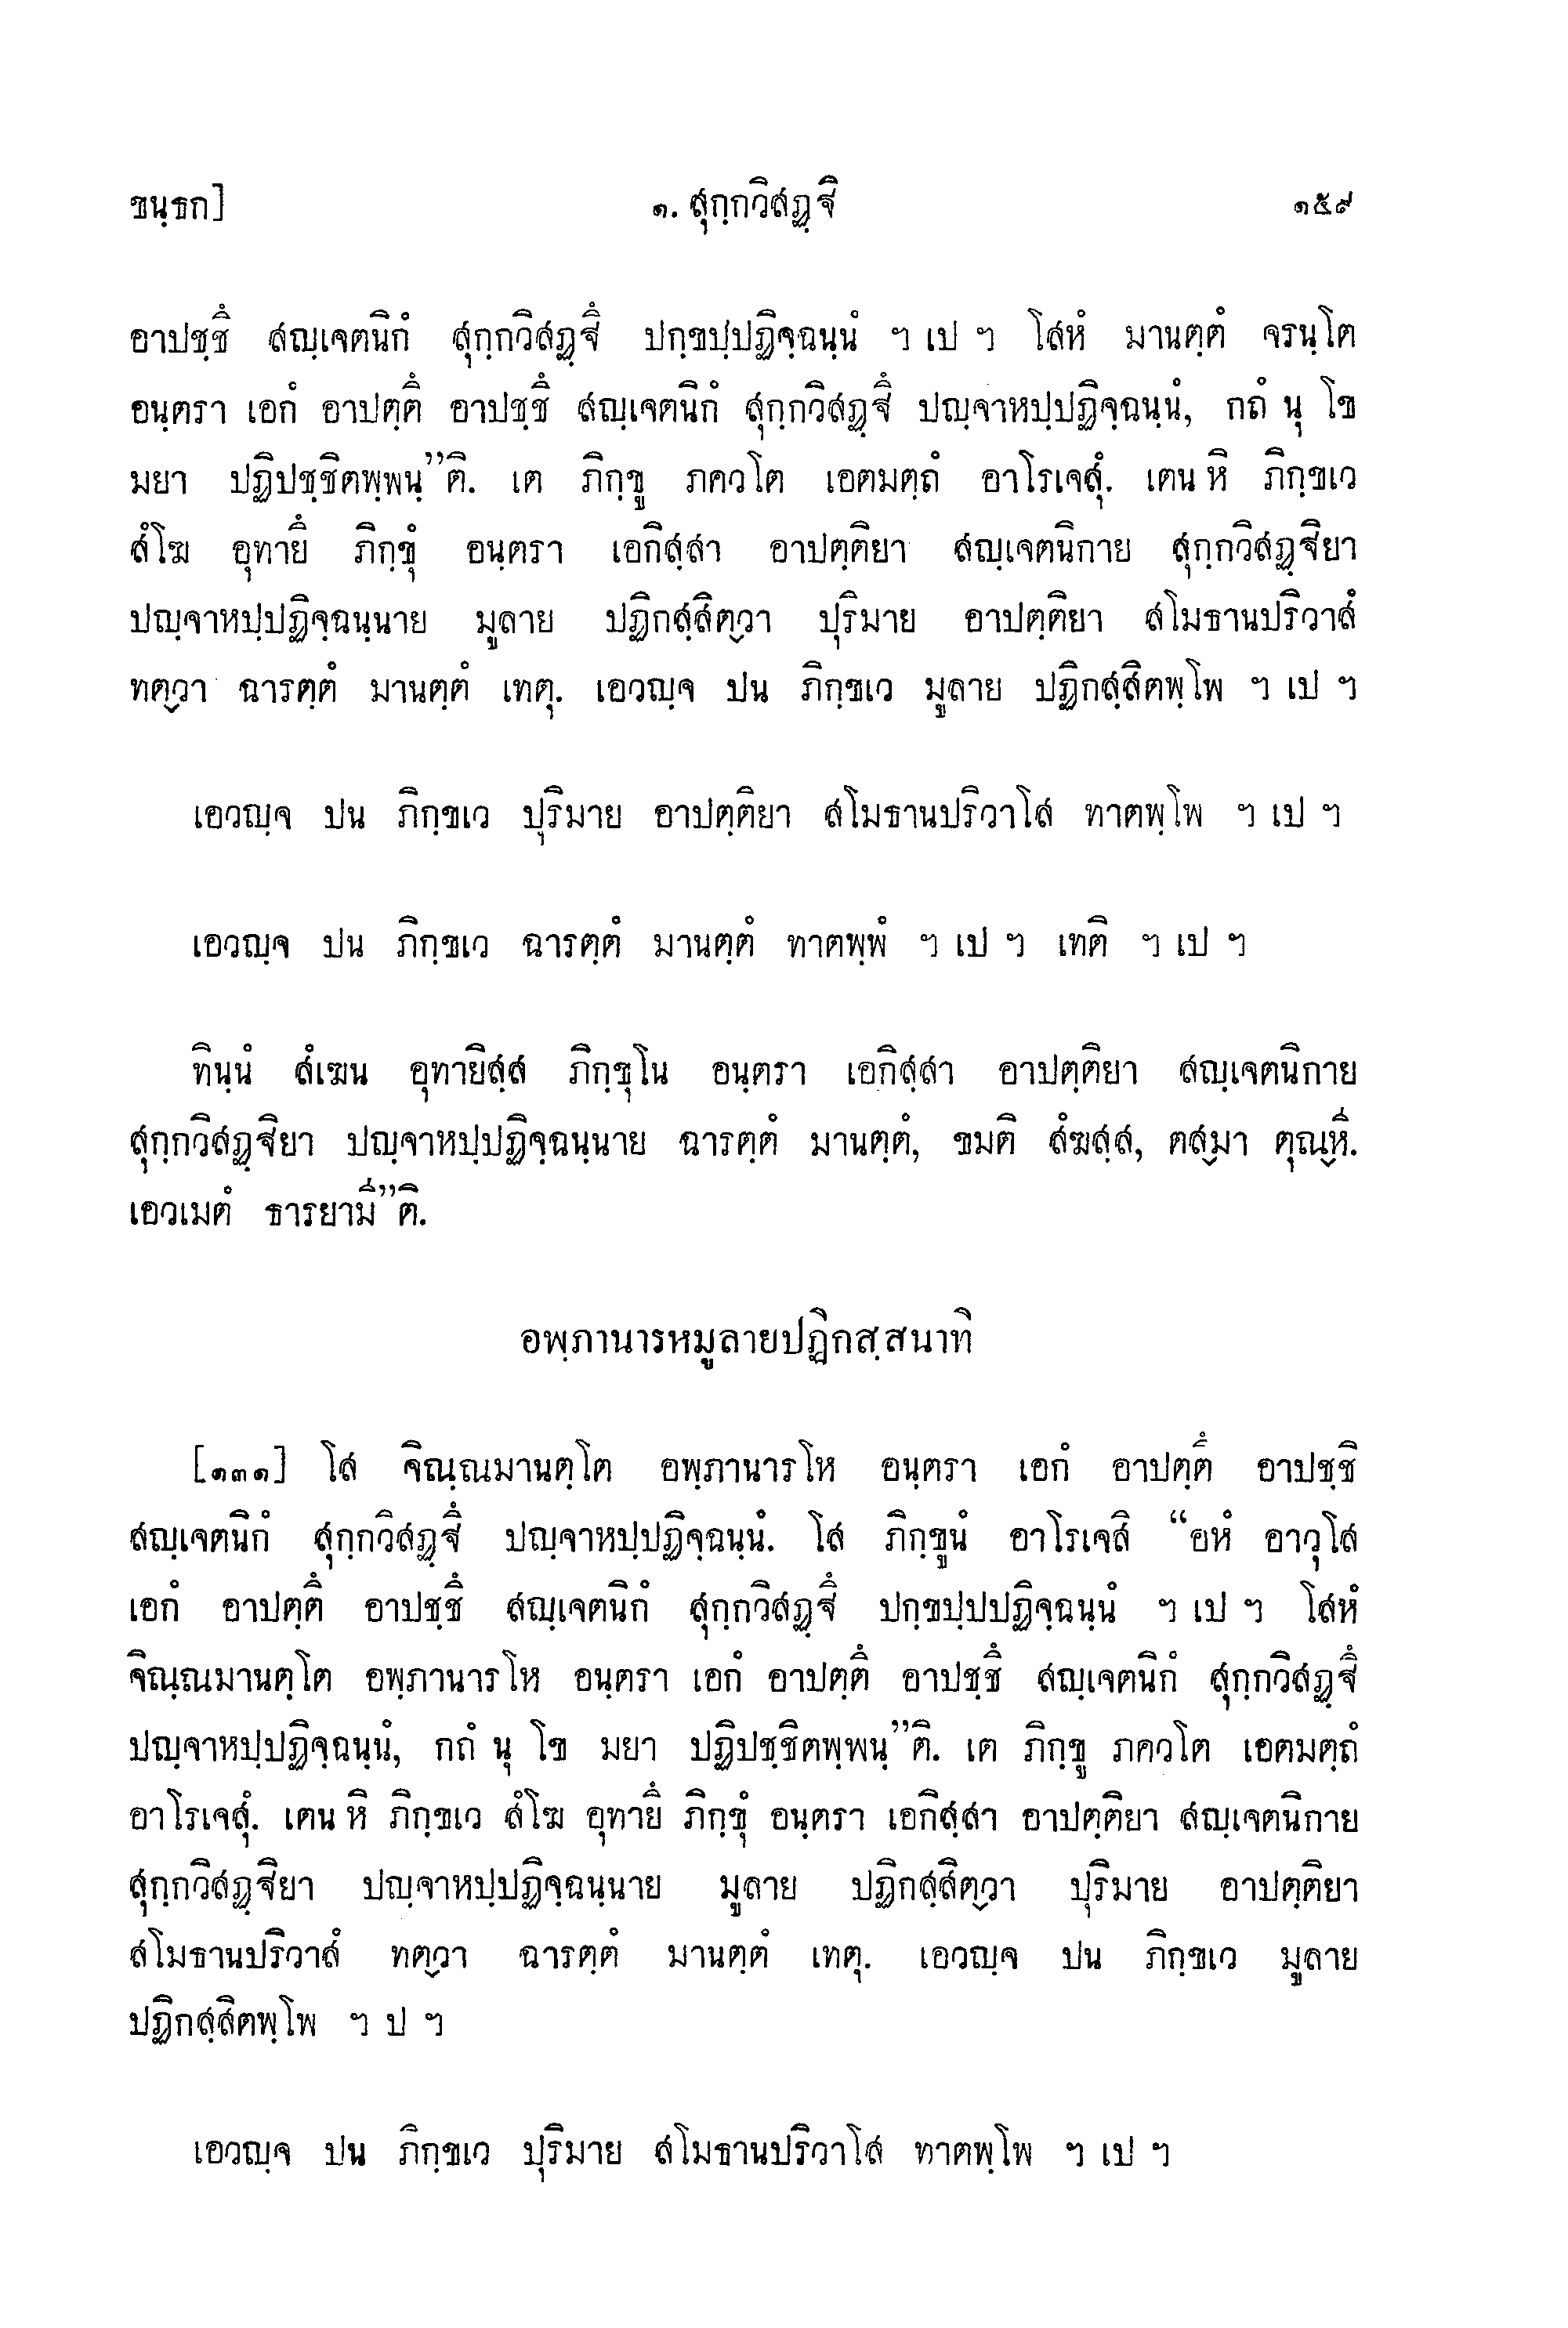 ขนฺธก] ๑. สุกฺกวิสฏฺฐิ ๑๕๙
อาปชฺชึ สญฺเจตนิกํ สุกฺกวิสฏฺฐึ ปกฺขปฺปฏิจฺฉนฺนํ ฯ เป ฯ โสหํ มานตฺตํ จรนฺโต
อนฺตรา เอกํ อาปตฺตึ อาปชฺชึ สญฺเจตนิกํ สุกฺกวิสฏฺฐึ ปญฺจาหปฺปฏิจฺฉนฺนํ, กถํ นุ โข
มยา ปฏิปชฺชิตพฺพนฺ”ติ. เต ภิกฺขู ภควโต เอตมตฺถํ อาโรเจสุํ. เตน หิ ภิกฺขเว
สํโฆ อุทายึ ภิกฺขุํ อนฺตรา เอกิสฺสา อาปตฺติยา สญฺเจตนิกาย สุกฺกวิสฏฺฐิยา
ปญฺจาหปฺปฏิจฺฉนฺนาย มูลาย ปฏิกสฺสิตฺวา ปุริมาย อาปตฺติยา สโมธานปริวาสํ
ทตฺวา ฉารตฺตํ มานตฺตํ เทตุ. เอวญฺจ ปน ภิกฺขเว มูลาย ปฏิกสฺสิตพฺโพ ฯ เป ฯ
เอวญฺจ ปน ภิกฺขเว ปุริมาย อาปตฺติยา สโมธานปริวาโส ทาตพฺโพ ฯ เป ฯ
เอวญฺจ ปน ภิกฺขเว ฉารตฺตํ มานตฺตํ ทาตพฺพํ ฯ เป ฯ เทติ ฯ เป ฯ
ทินฺนํ สํเฆน อุทายิสฺส ภิกฺขุโน อนฺตรา เอกิสฺสา อาปตฺติยา สญฺเจตนิกาย
สุกฺกวิสฏฺฐิยา ปญฺจาหปฺปฏิจฺฉนฺนาย ฉารตฺตํ มานตฺตํ, ขมติ สํฆสฺส, ตสฺมา ตุณฺหี.
เอวเมตํ ธารยามี”ติ.
อพฺภานารหมูลายปฏิกสฺสนาทิ
[๑๓๑] โส จิณฺณมานตฺโต อพฺภานารโห อนฺตรา เอกํ อาปตฺตึ อาปชฺชิ
สญฺเจตนิกํ สุกฺกวิสฏฺฐึ ปญฺจาหปฺปฏิจฺฉนฺนํ. โส ภิกฺขูนํ อาโรเจสิ “อหํ อาวุโส
เอกํ อาปตฺตึ อาปชฺชึ สญฺเจตนิกํ สุกฺกวิสฏฺฐึ ปกฺขปฺปปฏิจฺฉนฺนํ ฯ เป ฯ โสหํ
จิณฺณมานตฺโต อพฺภานารโห อนฺตรา เอกํ อาปตฺตึ อาปชฺชึ สญฺเจตนิกํ สุกฺกวิสฏฺฐึ
ปญฺจาหปฺปฏิจฺฉนฺนํ, กถํ นุ โข มยา ปฏิปชฺชิตพฺพนฺ”ติ. เต ภิกฺขู ภควโต เอตมตฺถํ
อาโรเจสุํ. เตน หิ ภิกฺขเว สํโฆ อุทายึ ภิกฺขุํ อนฺตรา เอกิสฺสา อาปตฺติยา สญฺเจตนิกาย
สุกฺกวิสฏฺฐิยา ปญฺจาหปฺปฏิจฺฉนฺนาย มูลาย ปฏิกสฺสิตฺวา ปุริมาย อาปตฺติยา
สโมธานปริวาสํ ทตฺวา ฉารตฺตํ มานตฺตํ เทตุ. เอวญฺจ ปน ภิกฺขเว มูลาย
ปฏิกสฺสิตพฺโพ ฯ ป ฯ
เอวญฺจ ปน ภิกฺขเว ปุริมาย สโมธานปริวาโส ทาตพฺโพ ฯ เป ฯ